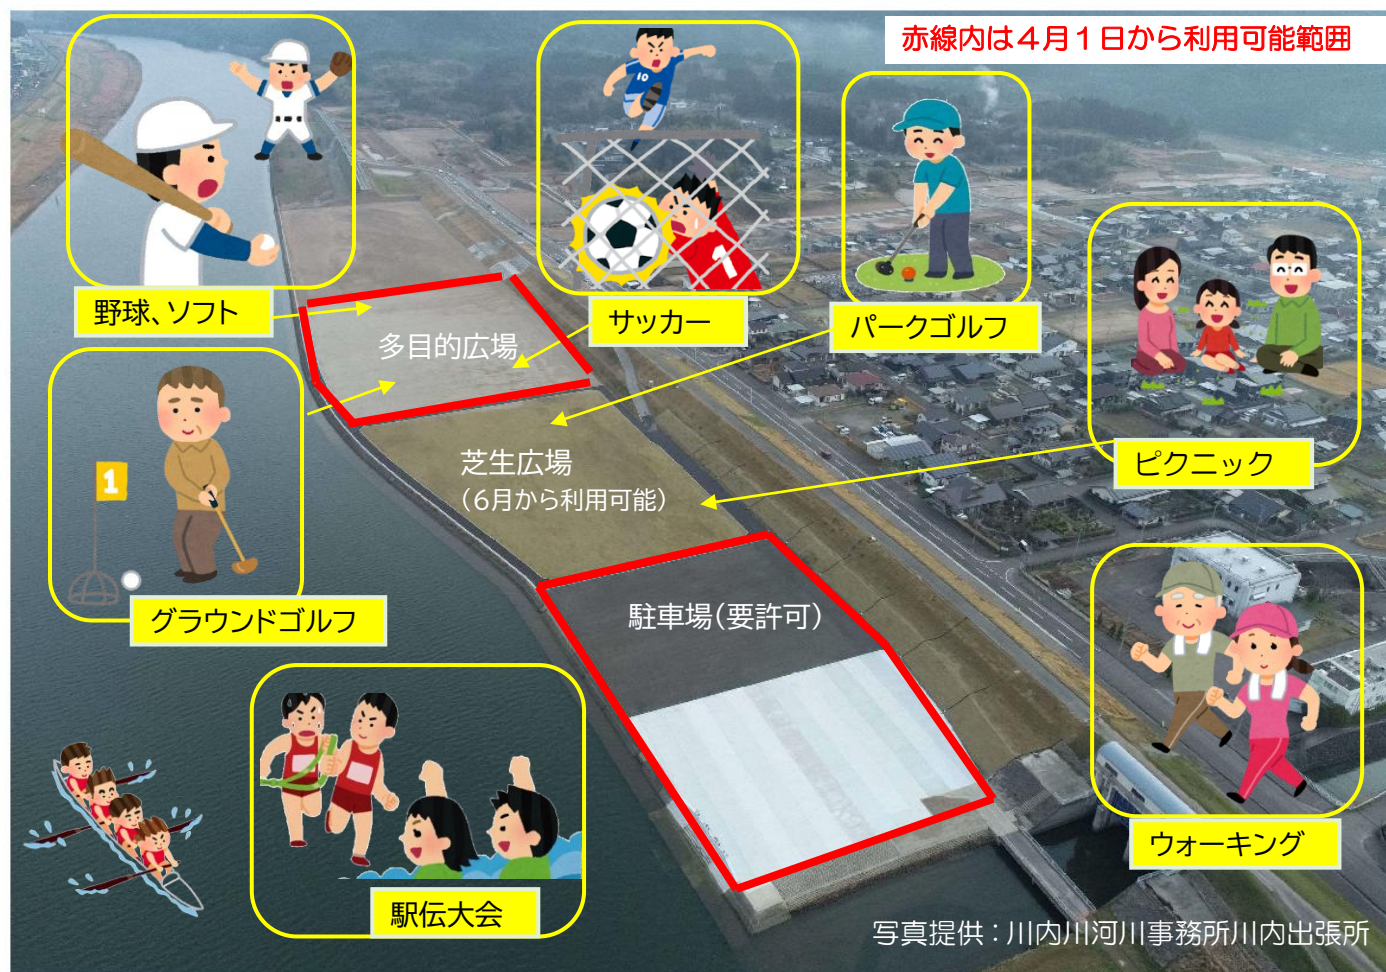 赤線内は4月1日から利用可能範囲
10
1
野球、ソフト
サッカー
パークゴルフ
多目的広場
ピクニック
芝生広場
(6月から利用可能)
1
グラウンドゴルフ
駐車場(要許可)
ウォーキング
駅伝大会
写真提供:川内川河川事務所川内出張所